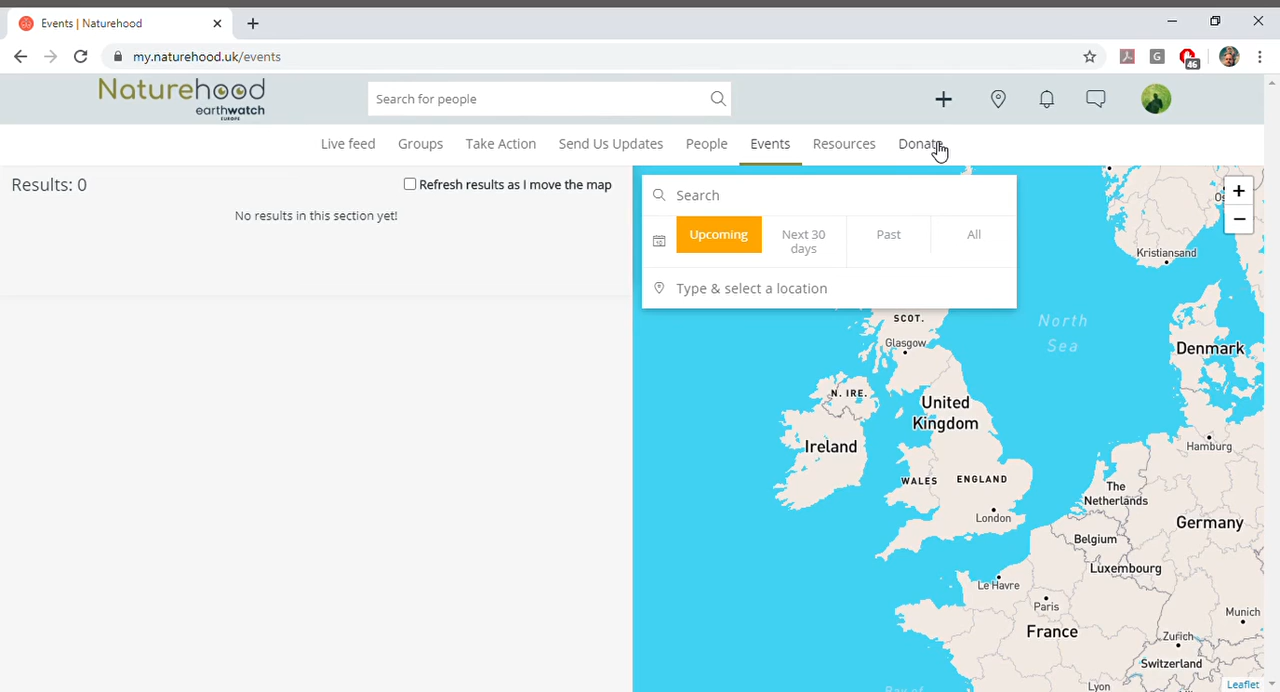 Events | Naturehood
my.naturehood.uk/events
G
46
Naturehood
earthwatch
EUROPE
Search for people
Live feed Groups Take Action Send Us Updates People Events Resources Donate
Results: 0
Refresh results as I move the map
No results in this section yet!
Search
Upcoming
Next 30
days
Past
All
Type & select a location
+
−
Kristiansand
SCOT.
Glasgow
North
Sea
Denmark
N. IRE.
United
Kingdom
Ireland
Hamburg
WALES
ENGLAND
The
Netherlands
London
Germany
Belgium
Luxembourg
Le Havre
Paris
France
Munich
Zurich
Switzerland
Lyon
Bay of
Leaflet